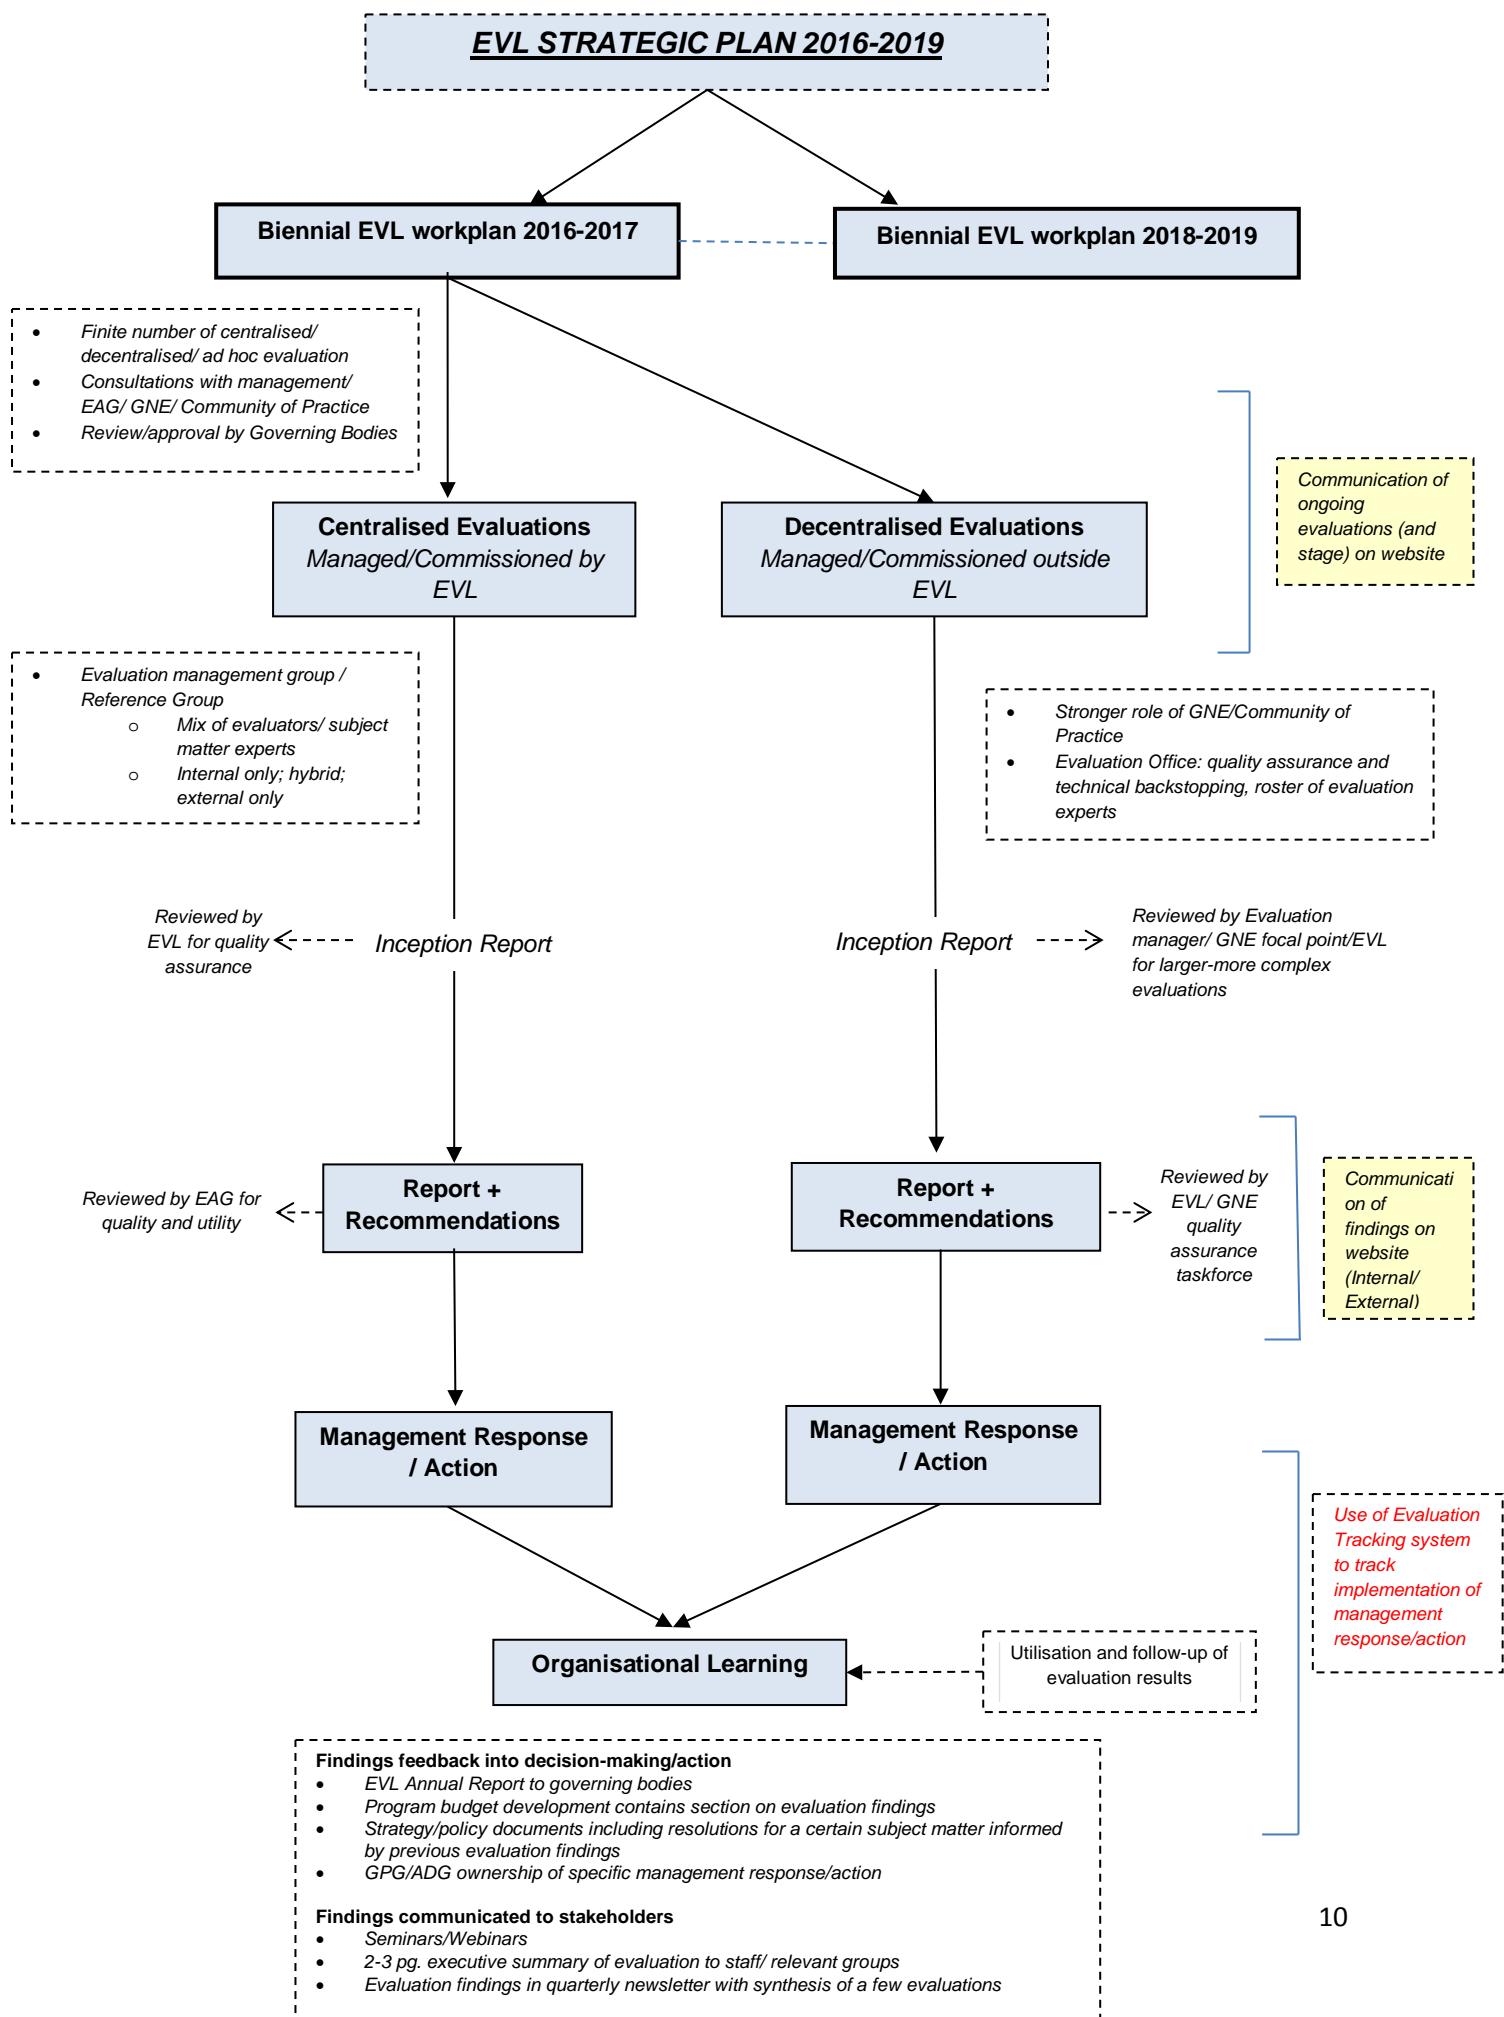 EVL STRATEGIC PLAN 2016-2019
Biennial EVL workplan 2016-2017
Biennial EVL workplan 2018-2019
• Finite number of centralised/
decentralised/ ad hoc evaluation
• Consultations with management/
EAG/ GNE/ Community of Practice
• Review/approval by Governing Bodies
Communication of
ongoing
evaluations (and
stage) on website
Centralised Evaluations
Managed/Commissioned by
EVL
Decentralised Evaluations
Managed/Commissioned outside
EVL
• Evaluation management group /
Reference Group
o Mix of evaluators/ subject
matter experts
o Internal only; hybrid;
external only
• Stronger role of GNE/Community of
Practice
• Evaluation Office: quality assurance and
technical backstopping, roster of evaluation
experts
Reviewed by
EVL for quality
assurance
Inception Report
Inception Report
Reviewed by Evaluation
manager/ GNE focal point/EVL
for larger-more complex
evaluations
Reviewed by EAG for
quality and utility
Report +
Recommendations
Report +
Recommendations
Reviewed by
EVL/ GNE
quality
assurance
taskforce
Communicati
on of
findings on
website
(Internal/
External)
Management Response
/ Action
Management Response
/ Action
Use of Evaluation
Tracking system
to track
implementation of
management
response/action
Organisational Learning
Utilisation and follow-up of
evaluation results
Findings feedback into decision-making/action
• EVL Annual Report to governing bodies
• Program budget development contains section on evaluation findings
• Strategy/policy documents including resolutions for a certain subject matter informed
by previous evaluation findings
• GPG/ADG ownership of specific management response/action
Findings communicated to stakeholders
• Seminars/Webinars
• 2-3 pg. executive summary of evaluation to staff/ relevant groups
• Evaluation findings in quarterly newsletter with synthesis of a few evaluations
10